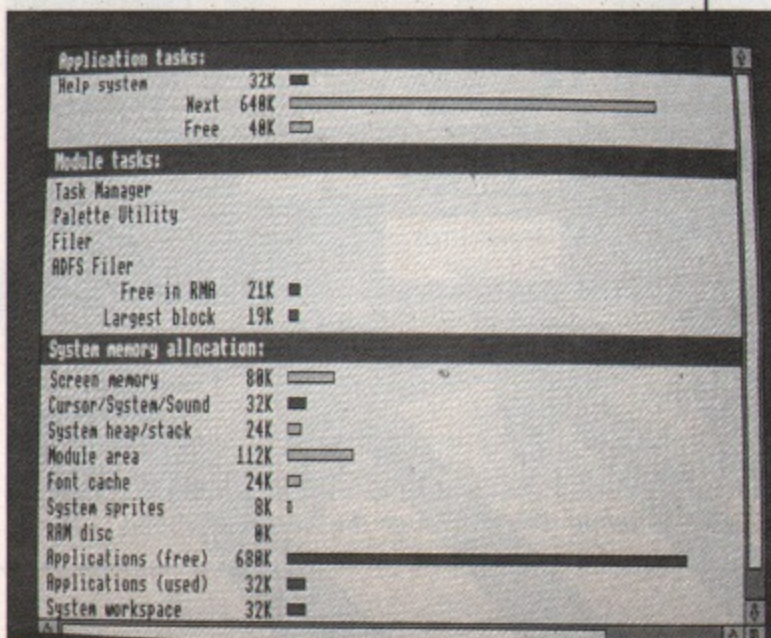 Application tasks:
Help system 32K
Next 640K
Free 40K
Module tasks:
Task Manager
Palette Utility
Filer
ADFS Filer
Free in RMA 21K
Largest block 19K
System memory allocation:
Screen memory 80K
Cursor/System/Sound 32K
System heap/stack 24K
Module area 112K
Font cache 24K
System sprites 8K
RAM disc 0K
Applications (free) 680K
Applications (used) 32K
System workspace 32K